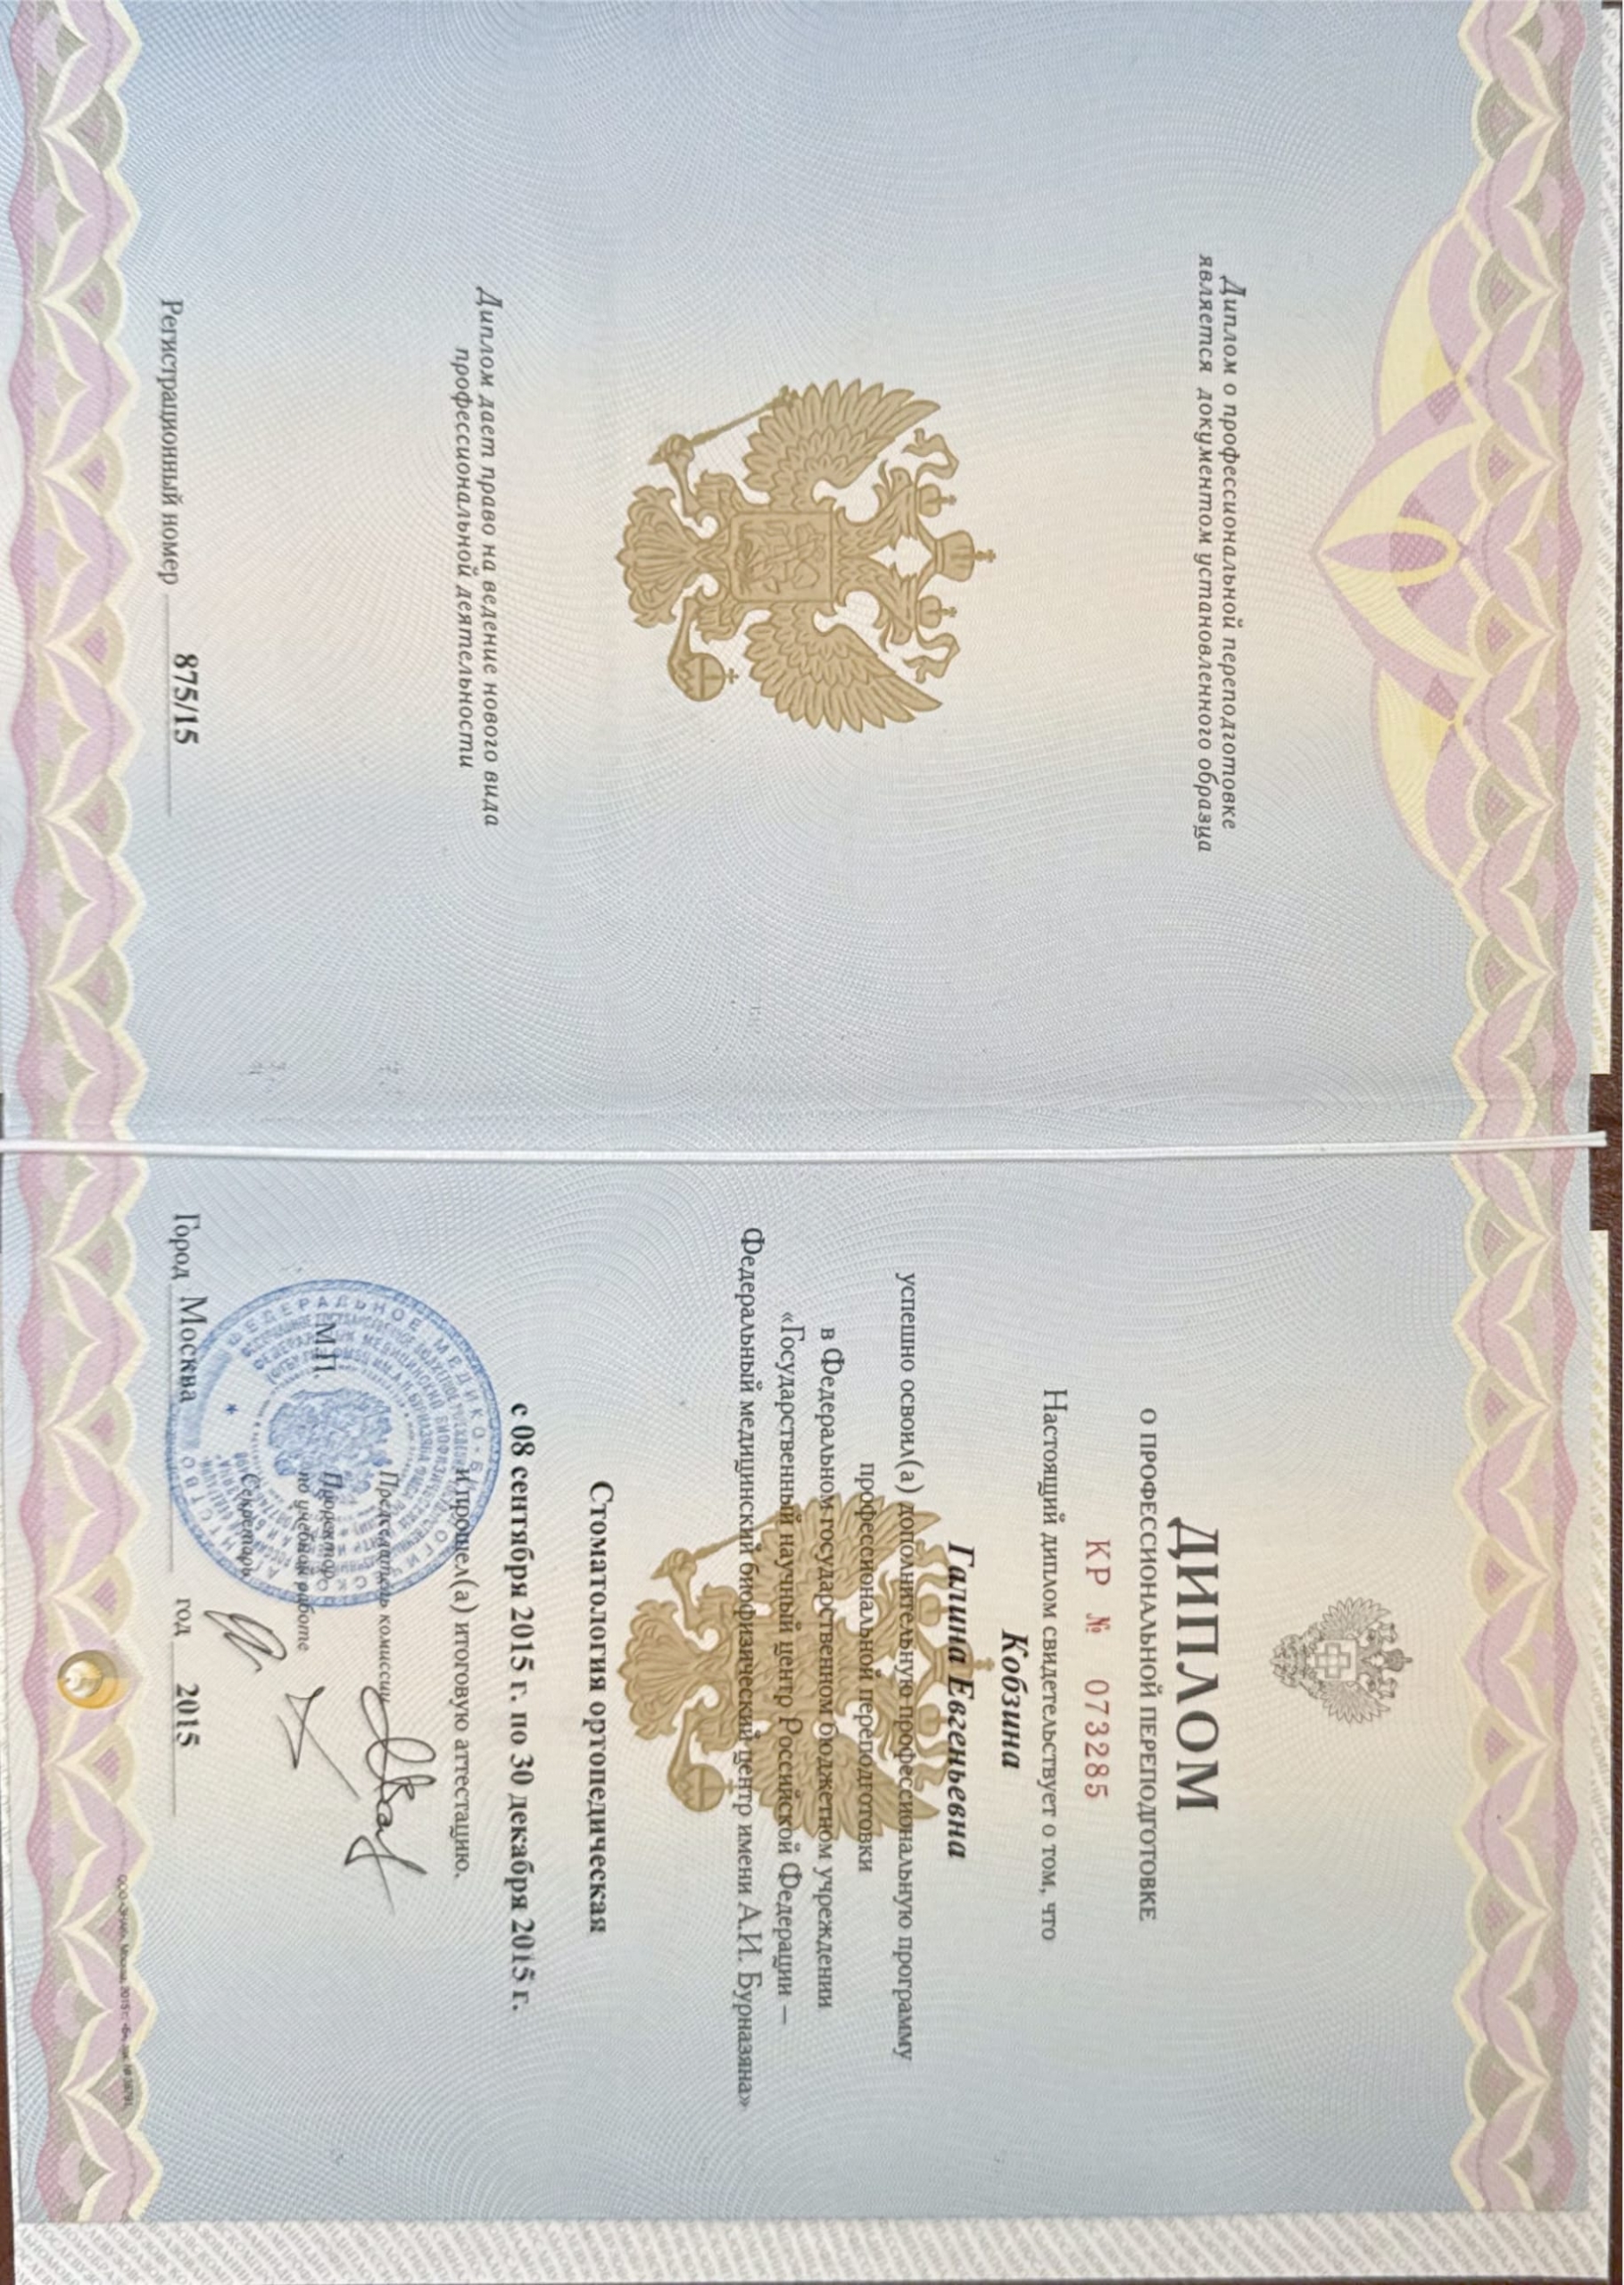 Диплом о профессиональной переподготовке
является документом установленного образца
Диплом дает право на ведение нового вида
профессиональной деятельности
Регистрационный номер 875/15
ДИПЛОМ
О ПРОФЕССИОНАЛЬНОЙ ПЕРЕПОДГОТОВКЕ
КР № 073285
Настоящий диплом свидетельствует о том, что
Кобзина
Галина Евгеньевна
успешно освоил(а) дополнительную профессиональную программу
профессиональной переподготовки
в Федеральном государственном бюджетном учреждении
«Государственный научный центр Российской Федерации –
Федеральный медицинский биофизический центр имени А.И. Бурназяна»
Стоматология ортопедическая
с 08 сентября 2015 г. по 30 декабря 2015 г.
и прошел(а) итоговую аттестацию.
Председатель комиссии
М.П.
Проректор
по учебной работе
Секретарь
Город Москва год 2015